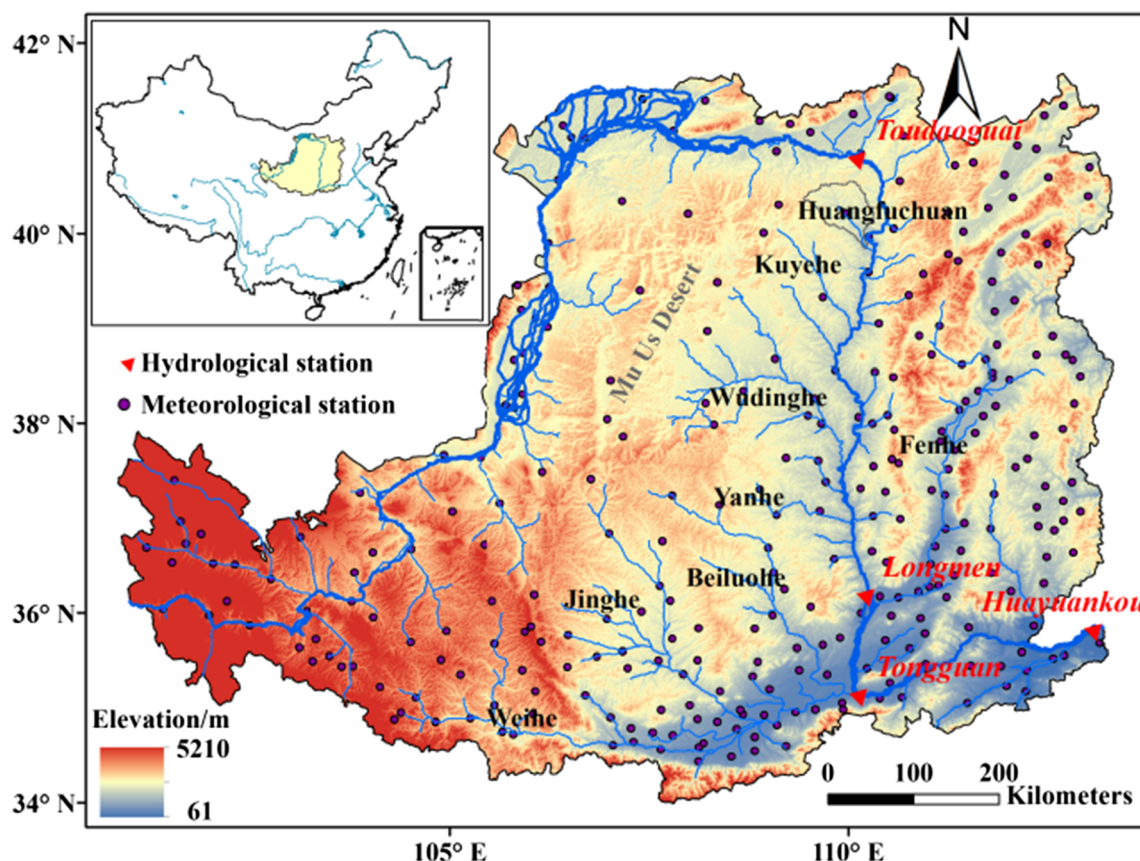 42° N
N
Toudaoguai
Huangfuchuan
40° N
Kuyehe
Mu Us Desert
Hydrological station
Meteorological station
Wudinghe
38° N
Fenhe
Yanhe
Longmen
Beiluohe
Jinghe
Huayuankou
36° N
Tongguan
Elevation/m
Weihe
5210
61
0 100 200
Kilometers
34° N
105° E
110° E